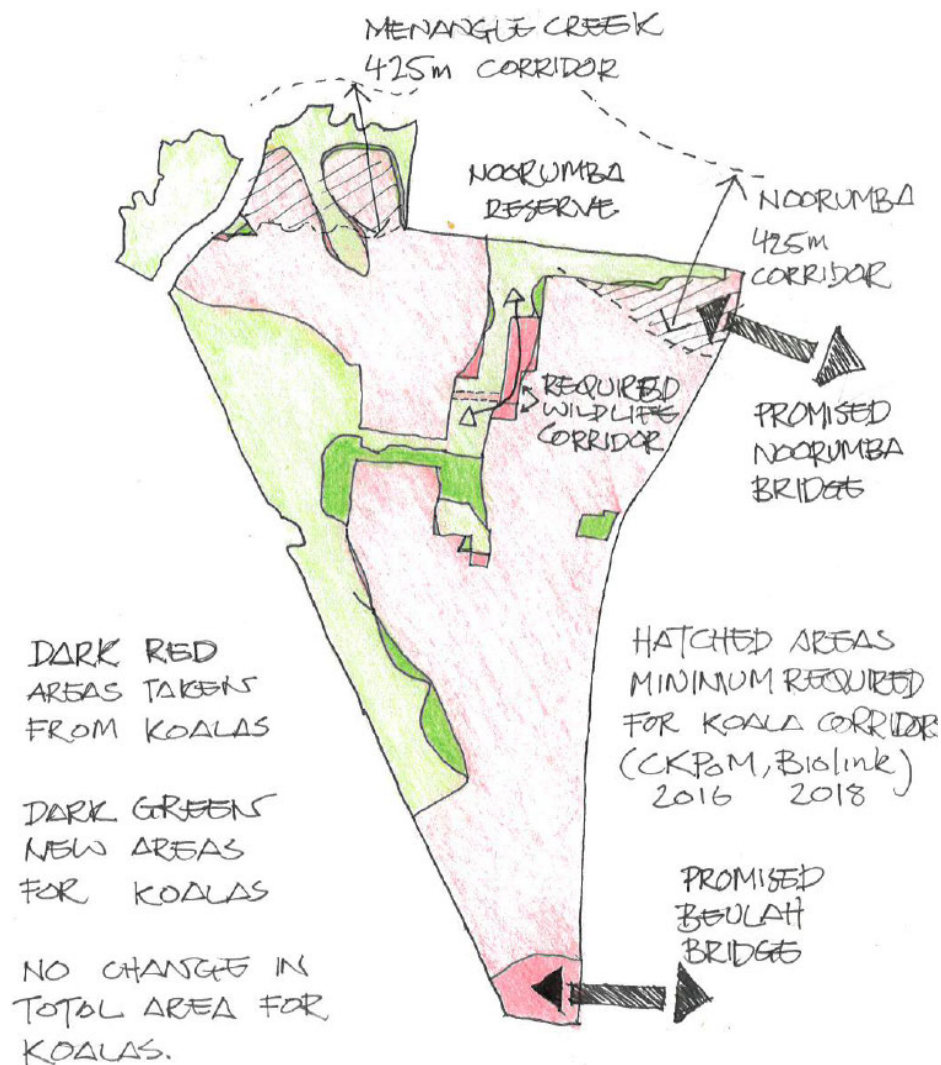 MENANGLE CREEK
425m CORRIDOR
NOORUMBA
RESERVE
NOORUMBA
425m
CORRIDOR
REQUIRED
WILDLIFE
CORRIDOR
PROMISED
NOORUMBA
BRIDGE
DARK RED
AREAS TAKEN
FROM KOALAS
HATCHED AREAS
MINIMUM REQUIRED
FOR KOALA CORRIDOR
(CKPoM, Biolink)
2016 2018
DARK GREEN
NEW AREAS
FOR KOALAS
PROMISED
BEULAH
BRIDGE
NO CHANGE IN
TOTAL AREA FOR
KOALAS.